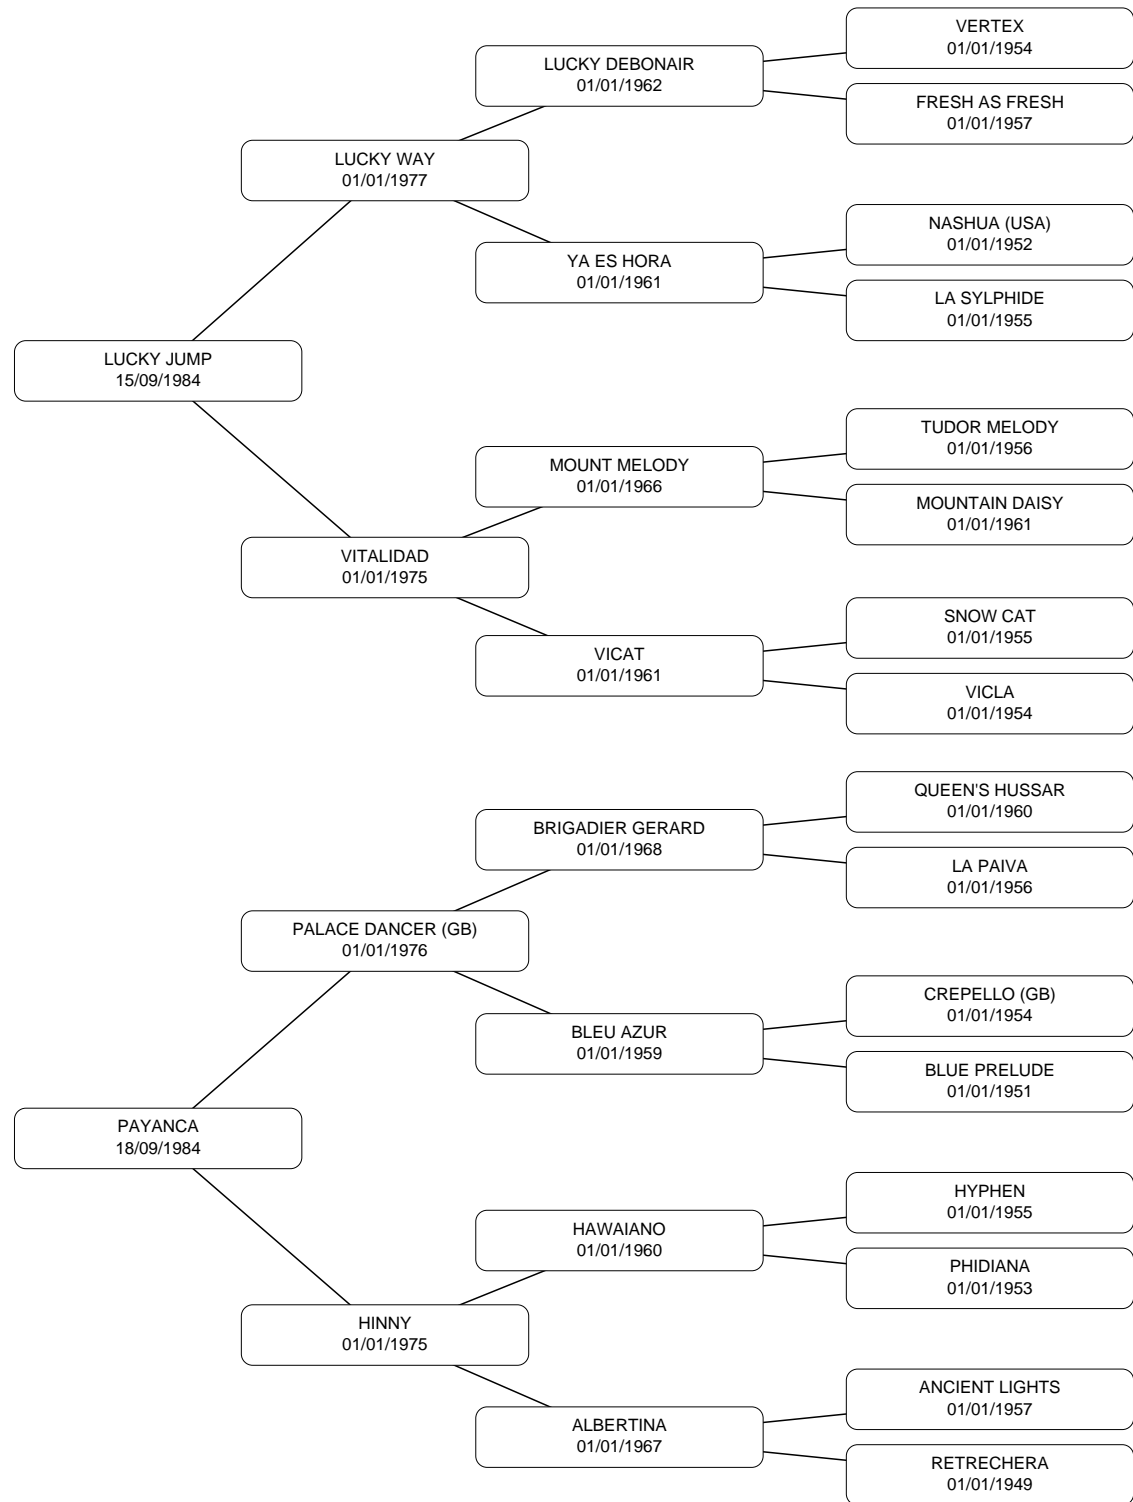 VERTEX
01/01/1954
LUCKY DEBONAIR
01/01/1962
FRESH AS FRESH
01/01/1957
LUCKY WAY
01/01/1977
NASHUA (USA)
01/01/1952
YA ES HORA
01/01/1961
LA SYLPHIDE
01/01/1955
LUCKY JUMP
15/09/1984
TUDOR MELODY
01/01/1956
MOUNT MELODY
01/01/1966
MOUNTAIN DAISY
01/01/1961
VITALIDAD
01/01/1975
SNOW CAT
01/01/1955
VICAT
01/01/1961
VICLA
01/01/1954
QUEEN'S HUSSAR
01/01/1960
BRIGADIER GERARD
01/01/1968
LA PAIVA
01/01/1956
PALACE DANCER (GB)
01/01/1976
CREPELLO (GB)
01/01/1954
BLEU AZUR
01/01/1959
BLUE PRELUDE
01/01/1951
PAYANCA
18/09/1984
HYPHEN
01/01/1955
HAWAIANO
01/01/1960
PHIDIANA
01/01/1953
HINNY
01/01/1975
ANCIENT LIGHTS
01/01/1957
ALBERTINA
01/01/1967
RETRECHERA
01/01/1949